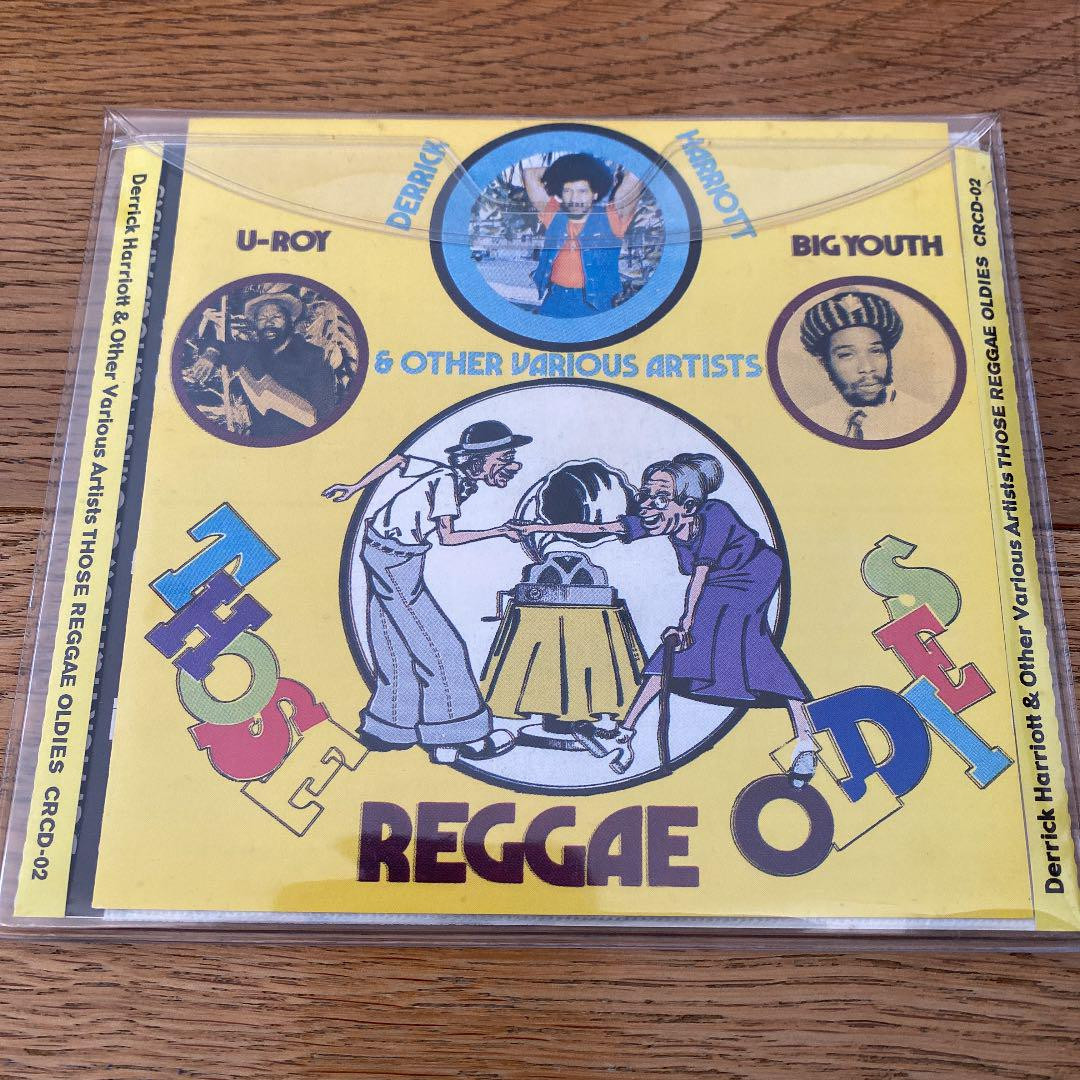 DERRICK HARRIOTT
U-ROY
BIG YOUTH
& OTHER VARIOUS ARTISTS
THOSE
REGGAE
OLDIES
Derrick Harriott & Other Various Artists THOSE REGGAE OLDIES CRCD-02
Derrick Harriott & Other Various Artists THOSE REGGAE OLDIES CRCD-02